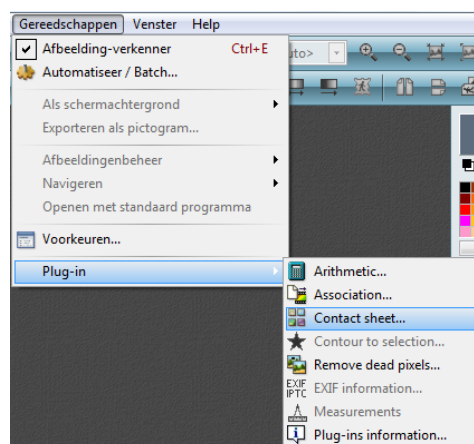 Gereedschappen Venster Help
Afbeelding-verkenner Ctrl+E
Automatiseer / Batch...
Als schermachtergrond
Exporteren als pictogram...
Afbeeldingenbeheer
Navigeren
Openen met standaard programma
Voorkeuren...
Plug-in
Arithmetic...
Association...
Contact sheet...
Contour to selection...
Remove dead pixels...
EXIF IPTC EXIF information...
Measurements
Plug-ins information...